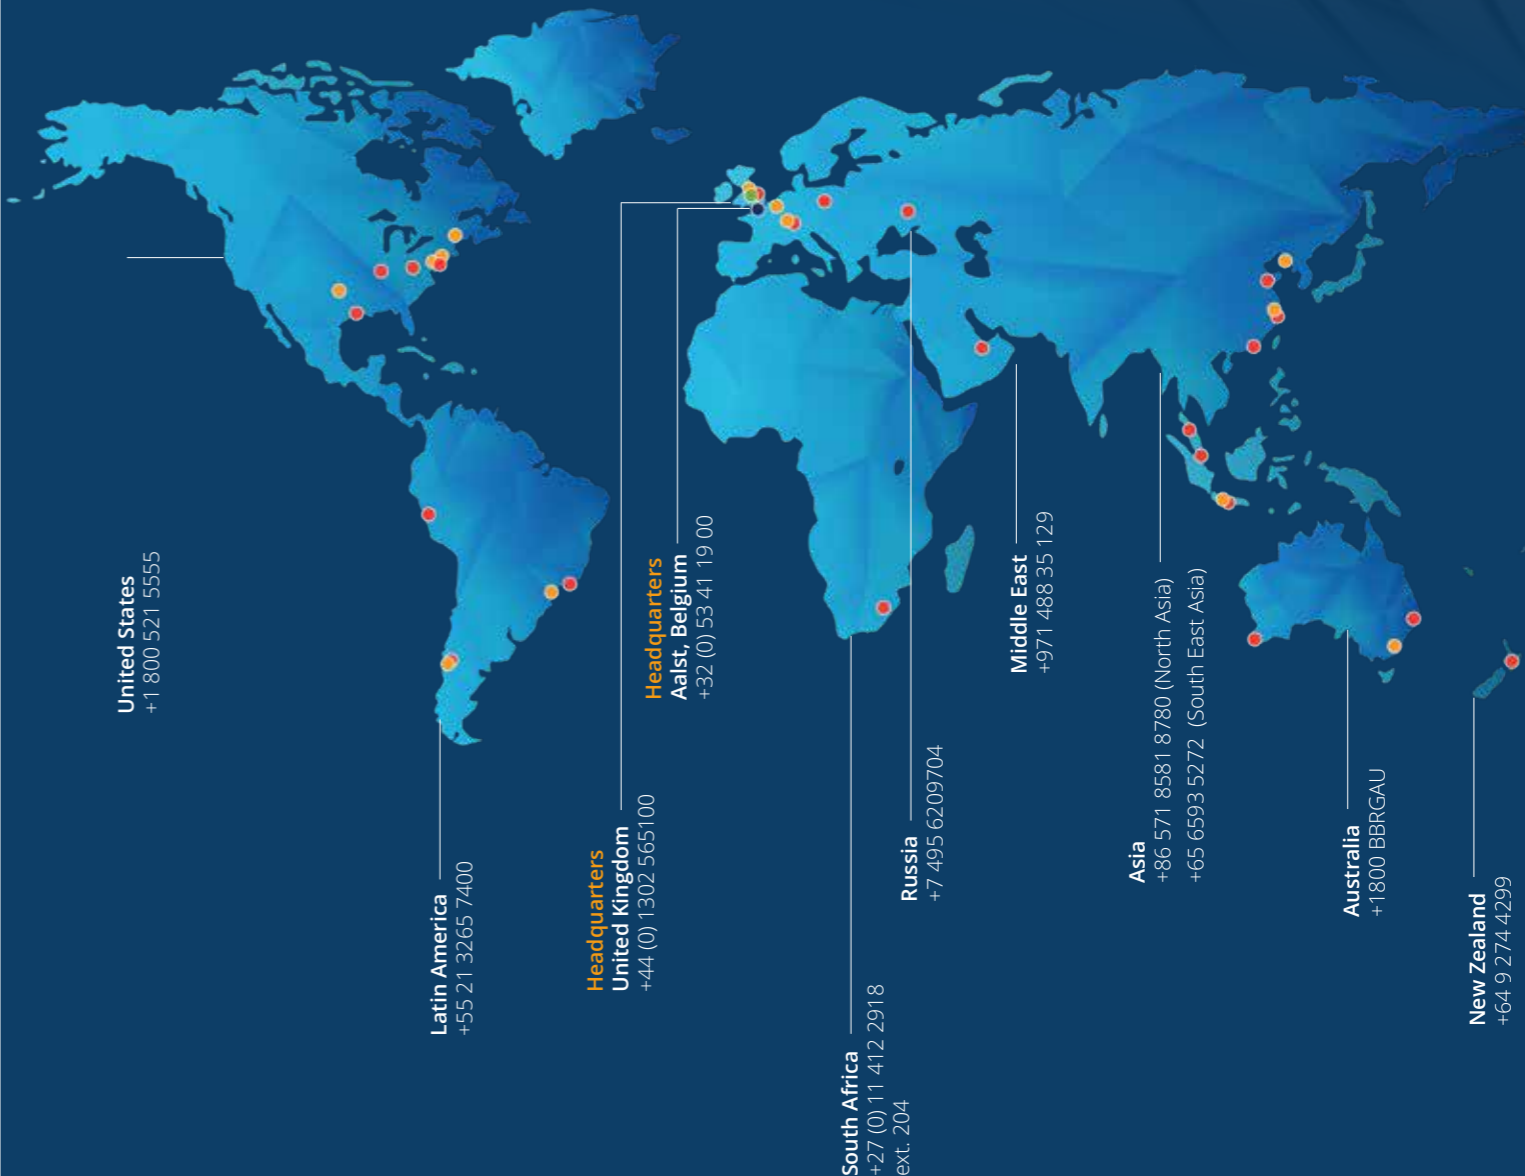 United States
+1 800 521 5555
Latin America
+55 21 3265 7400
Headquarters
United Kingdom
+44 (0) 1302 565100
Headquarters
Aalst, Belgium
+32 (0) 53 41 19 00
South Africa
+27 (0) 11 412 2918
ext. 204
Russia
+7 495 6209704
Middle East
+971 488 35 129
Asia
+86 571 8581 8780 (North Asia)
+65 6593 5272 (South East Asia)
Australia
+1800 BBRGAU
New Zealand
+64 9 274 4299